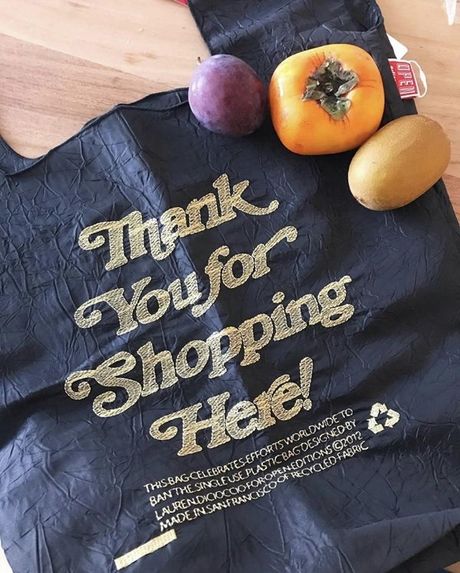 Thank
You for
Shopping
Here!
THIS BAG CELEBRATES EFFORTS WORLDWIDE TO
BAN THE SINGLE USE PLASTIC BAG DESIGNED BY
LAUREN DICIOCCIO FOR OPEN EDITIONS ©2012
MADE IN SAN FRANCISCO OF RECYCLED FABRIC